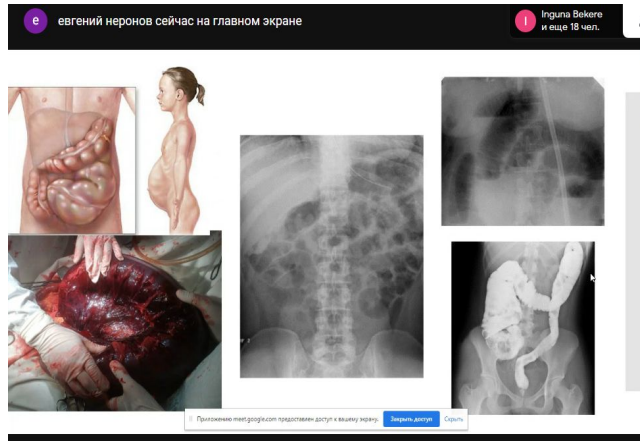 е
евгений неронов сейчас на главном экране
I
Inguna Bekere
и еще 18 чел.
Приложению meet.google.com предоставлен доступ к вашему экрану.
Закрыть доступ
Скрыть